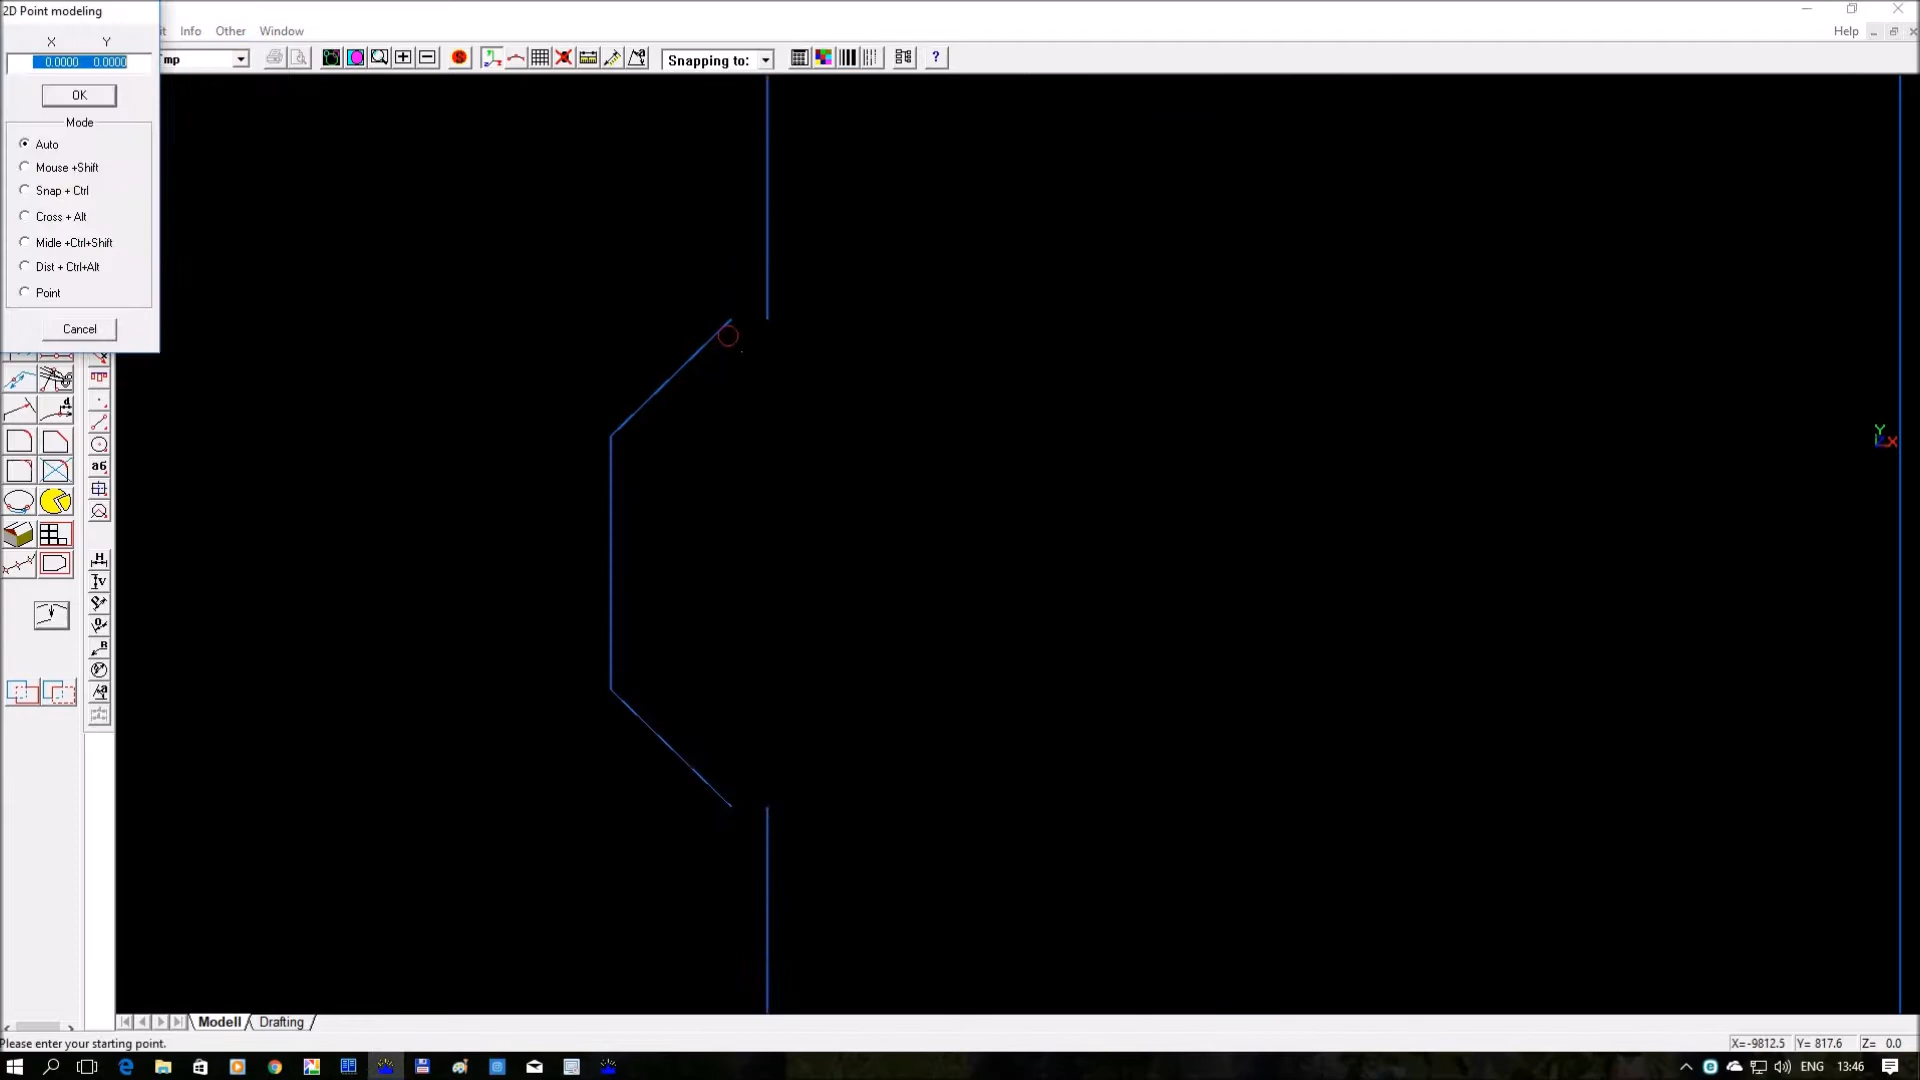 2D Point modeling
it Info Other Window Help
X Y
0.0000 0.0000
mp
Snapping to:
?
OK
Mode
Auto
Mouse +Shift
Snap + Ctrl
Cross + Alt
Midle +Ctrl+Shift
Dist + Ctrl+Alt
Point
Cancel
d
аб
H
V
R
a
Y
X
Modell Drafting
Please enter your starting point.
X=-9812.5 Y= 817.6 Z= 0.0
ENG 13:46